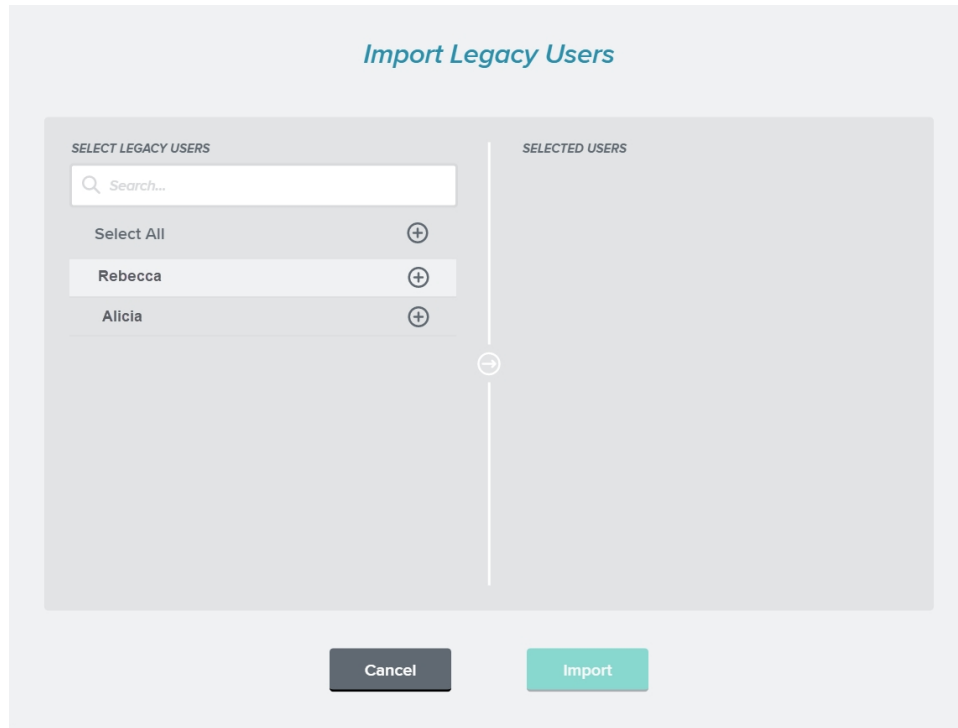 Import Legacy Users
SELECT LEGACY USERS
Search...
Select All
Rebecca
Alicia
SELECTED USERS
Cancel
Import